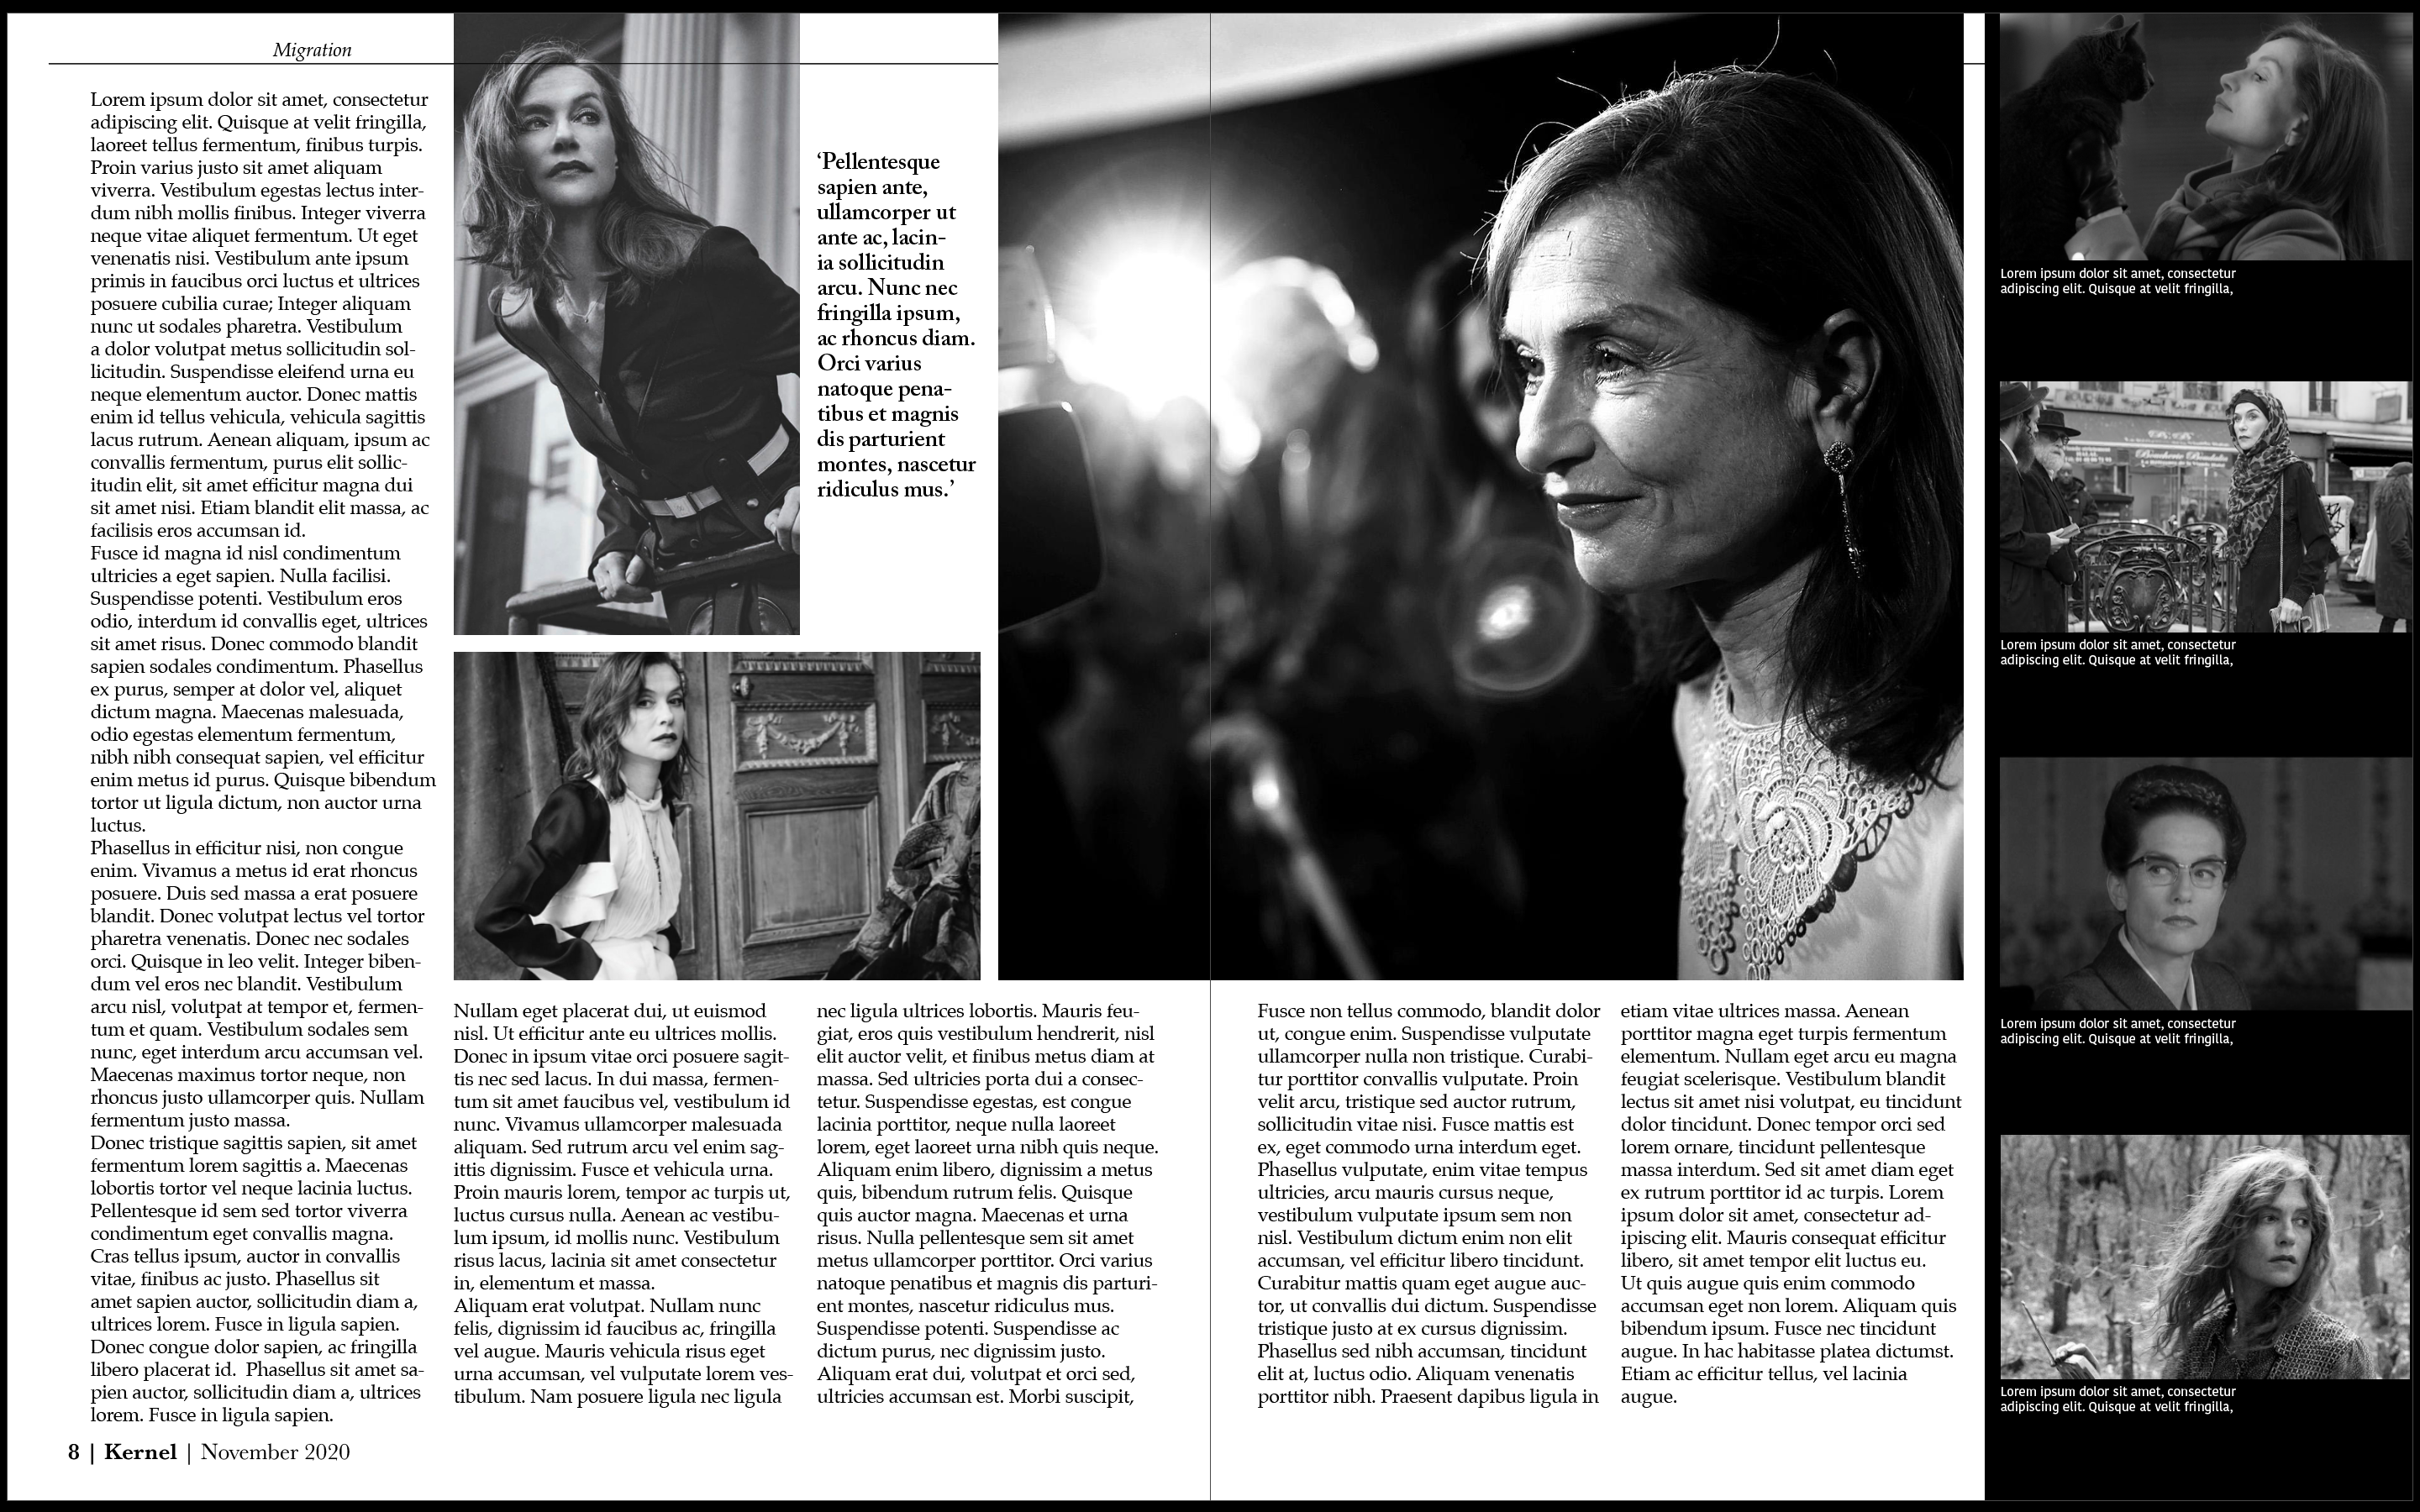 Migration
Lorem ipsum dolor sit amet, consectetur
adipiscing elit. Quisque at velit fringilla,
laoreet tellus fermentum, finibus turpis.
Proin varius justo sit amet aliquam
viverra. Vestibulum egestas lectus inter-
dum nibh mollis finibus. Integer viverra
neque vitae aliquet fermentum. Ut eget
venenatis nisi. Vestibulum ante ipsum
primis in faucibus orci luctus et ultrices
posuere cubilia curae; Integer aliquam
nunc ut sodales pharetra. Vestibulum
a dolor volutpat metus sollicitudin sol-
licitudin. Suspendisse eleifend urna eu
neque elementum auctor. Donec mattis
enim id tellus vehicula, vehicula sagittis
lacus rutrum. Aenean aliquam, ipsum ac
convallis fermentum, purus elit sollic-
itudin elit, sit amet efficitur magna dui
sit amet nisi. Etiam blandit elit massa, ac
facilisis eros accumsan id.
Fusce id magna id nisl condimentum
ultricies a eget sapien. Nulla facilisi.
Suspendisse potenti. Vestibulum eros
odio, interdum id convallis eget, ultrices
sit amet risus. Donec commodo blandit
sapien sodales condimentum. Phasellus
ex purus, semper at dolor vel, aliquet
dictum magna. Maecenas malesuada,
odio egestas elementum fermentum,
nibh nibh consequat sapien, vel efficitur
enim metus id purus. Quisque bibendum
tortor ut ligula dictum, non auctor urna
luctus.
Phasellus in efficitur nisi, non congue
enim. Vivamus a metus id erat rhoncus
posuere. Duis sed massa a erat posuere
blandit. Donec volutpat lectus vel tortor
pharetra venenatis. Donec nec sodales
orci. Quisque in leo velit. Integer biben-
dum vel eros nec blandit. Vestibulum
arcu nisl, volutpat at tempor et, fermen-
tum et quam. Vestibulum sodales sem
nunc, eget interdum arcu accumsan vel.
Maecenas maximus tortor neque, non
rhoncus justo ullamcorper quis. Nullam
fermentum justo massa.
Donec tristique sagittis sapien, sit amet
fermentum lorem sagittis a. Maecenas
lobortis tortor vel neque lacinia luctus.
Pellentesque id sem sed tortor viverra
condimentum eget convallis magna.
Cras tellus ipsum, auctor in convallis
vitae, finibus ac justo. Phasellus sit
amet sapien auctor, sollicitudin diam a,
ultrices lorem. Fusce in ligula sapien.
Donec congue dolor sapien, ac fringilla
libero placerat id.  Phasellus sit amet sa-
pien auctor, sollicitudin diam a, ultrices
lorem. Fusce in ligula sapien.
‘Pellentesque
sapien ante,
ullamcorper ut
ante ac, lacin-
ia sollicitudin
arcu. Nunc nec
fringilla ipsum,
ac rhoncus diam.
Orci varius
natoque pena-
tibus et magnis
dis parturient
montes, nascetur
ridiculus mus.’
Nullam eget placerat dui, ut euismod
nisl. Ut efficitur ante eu ultrices mollis.
Donec in ipsum vitae orci posuere sagit-
tis nec sed lacus. In dui massa, fermen-
tum sit amet faucibus vel, vestibulum id
nunc. Vivamus ullamcorper malesuada
aliquam. Sed rutrum arcu vel enim sag-
ittis dignissim. Fusce et vehicula urna.
Proin mauris lorem, tempor ac turpis ut,
luctus cursus nulla. Aenean ac vestibu-
lum ipsum, id mollis nunc. Vestibulum
risus lacus, lacinia sit amet consectetur
in, elementum et massa.
Aliquam erat volutpat. Nullam nunc
felis, dignissim id faucibus ac, fringilla
vel augue. Mauris vehicula risus eget
urna accumsan, vel vulputate lorem ves-
tibulum. Nam posuere ligula nec ligula
nec ligula ultrices lobortis. Mauris feu-
giat, eros quis vestibulum hendrerit, nisl
elit auctor velit, et finibus metus diam at
massa. Sed ultricies porta dui a consec-
tetur. Suspendisse egestas, est congue
lacinia porttitor, neque nulla laoreet
lorem, eget laoreet urna nibh quis neque.
Aliquam enim libero, dignissim a metus
quis, bibendum rutrum felis. Quisque
quis auctor magna. Maecenas et urna
risus. Nulla pellentesque sem sit amet
metus ullamcorper porttitor. Orci varius
natoque penatibus et magnis dis parturi-
ent montes, nascetur ridiculus mus.
Suspendisse potenti. Suspendisse ac
dictum purus, nec dignissim justo.
Aliquam erat dui, volutpat et orci sed,
ultricies accumsan est. Morbi suscipit,
Fusce non tellus commodo, blandit dolor
ut, congue enim. Suspendisse vulputate
ullamcorper nulla non tristique. Curabi-
tur porttitor convallis vulputate. Proin
velit arcu, tristique sed auctor rutrum,
sollicitudin vitae nisi. Fusce mattis est
ex, eget commodo urna interdum eget.
Phasellus vulputate, enim vitae tempus
ultricies, arcu mauris cursus neque,
vestibulum vulputate ipsum sem non
nisl. Vestibulum dictum enim non elit
accumsan, vel efficitur libero tincidunt.
Curabitur mattis quam eget augue auc-
tor, ut convallis dui dictum. Suspendisse
tristique justo at ex cursus dignissim.
Phasellus sed nibh accumsan, tincidunt
elit at, luctus odio. Aliquam venenatis
porttitor nibh. Praesent dapibus ligula in
etiam vitae ultrices massa. Aenean
porttitor magna eget turpis fermentum
elementum. Nullam eget arcu eu magna
feugiat scelerisque. Vestibulum blandit
lectus sit amet nisi volutpat, eu tincidunt
dolor tincidunt. Donec tempor orci sed
lorem ornare, tincidunt pellentesque
massa interdum. Sed sit amet diam eget
ex rutrum porttitor id ac turpis. Lorem
ipsum dolor sit amet, consectetur ad-
ipiscing elit. Mauris consequat efficitur
libero, sit amet tempor elit luctus eu.
Ut quis augue quis enim commodo
accumsan eget non lorem. Aliquam quis
bibendum ipsum. Fusce nec tincidunt
augue. In hac habitasse platea dictumst.
Etiam ac efficitur tellus, vel lacinia
augue.
Lorem ipsum dolor sit amet, consectetur
adipiscing elit. Quisque at velit fringilla,
Lorem ipsum dolor sit amet, consectetur
adipiscing elit. Quisque at velit fringilla,
Lorem ipsum dolor sit amet, consectetur
adipiscing elit. Quisque at velit fringilla,
Lorem ipsum dolor sit amet, consectetur
adipiscing elit. Quisque at velit fringilla,
8 | Kernel | November 2020